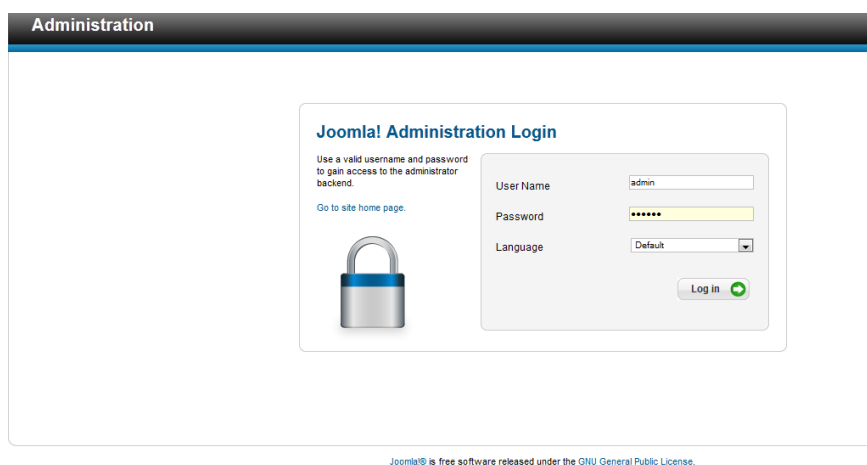 Administration
Joomla! Administration Login
Use a valid username and password
to gain access to the administrator
backend.
Go to site home page.
User Name
admin
Password
••••••
Language
Default
Log in
Joomla!® is free software released under the GNU General Public License.